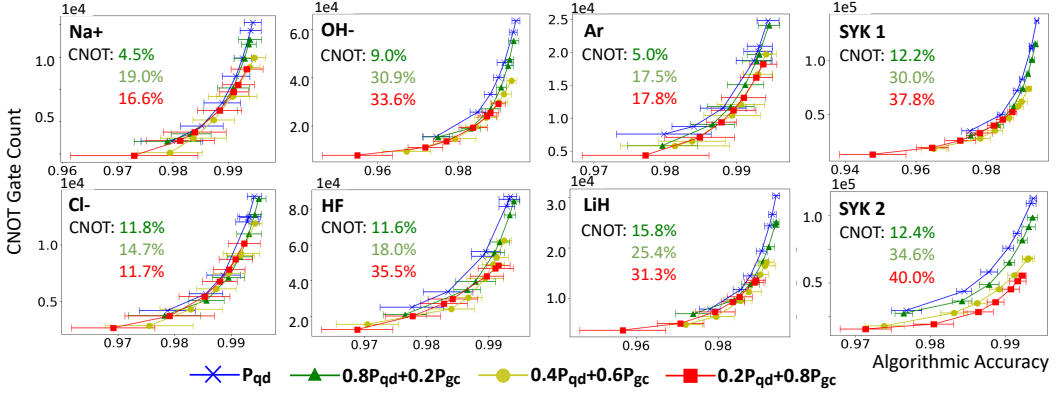 1e4
Na+
CNOT: 4.5%
19.0%
16.6%
1.0
0.5
0.96
0.97
0.98
0.99
1e4
OH-
CNOT: 9.0%
30.9%
33.6%
6.0
4.0
2.0
0.96
0.98
1e4
Ar
CNOT: 5.0%
17.5%
17.8%
2.5
2.0
1.5
1.0
0.5
0.97
0.98
0.99
1e5
SYK 1
CNOT: 12.2%
30.0%
37.8%
1.0
0.5
0.94
0.96
0.98
CNOT Gate Count
1e4
Cl-
CNOT: 11.8%
14.7%
11.7%
1.0
0.5
0.97
0.98
0.99
1e4
HF
CNOT: 11.6%
18.0%
35.5%
8.0
6.0
4.0
2.0
0.97
0.98
0.99
1e4
LiH
CNOT: 15.8%
25.4%
31.3%
3.0
2.0
1.0
0.96
0.98
1e5
SYK 2
CNOT: 12.4%
34.6%
40.0%
1.0
0.5
0.97
0.98
0.99
Algorithmic Accuracy
Pqd 0.8Pqd+0.2Pgc 0.4Pqd+0.6Pgc 0.2Pqd+0.8Pgc